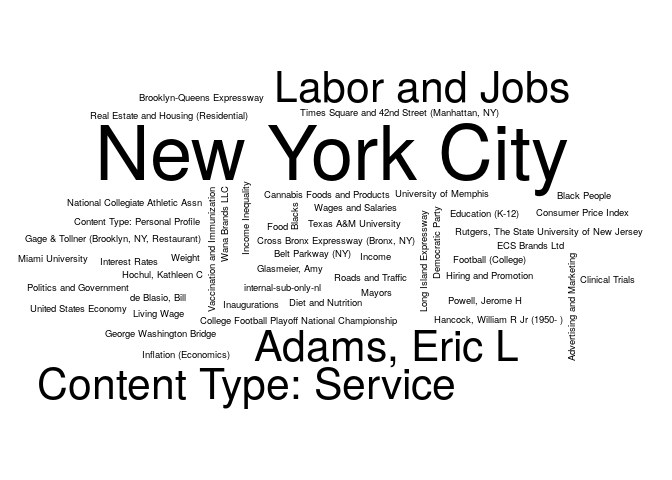 Labor and Jobs
Brooklyn-Queens Expressway
Times Square and 42nd Street (Manhattan, NY)
Real Estate and Housing (Residential)
New York City
National Collegiate Athletic Assn
Vaccination and Immunization
Wana Brands LLC
Income Inequality
Cannabis Foods and Products
University of Memphis
Black People
Blacks
Wages and Salaries
Content Type: Personal Profile
Food
Texas A&M University
Long Island Expressway
Democratic Party
Education (K-12)
Consumer Price Index
Gage & Tollner (Brooklyn, NY, Restaurant)
Cross Bronx Expressway (Bronx, NY)
Rutgers, The State University of New Jersey
ECS Brands Ltd
Miami University
Interest Rates
Weight
Belt Parkway (NY)
Income
Football (College)
Hochul, Kathleen C
Glasmeier, Amy
Roads and Traffic
Hiring and Promotion
Advertising and Marketing
Clinical Trials
Politics and Government
internal-sub-only-nl
Mayors
de Blasio, Bill
Inaugurations
Diet and Nutrition
Powell, Jerome H
United States Economy
Living Wage
College Football Playoff National Championship
Hancock, William R Jr (1950- )
George Washington Bridge
Adams, Eric L
Inflation (Economics)
Content Type: Service